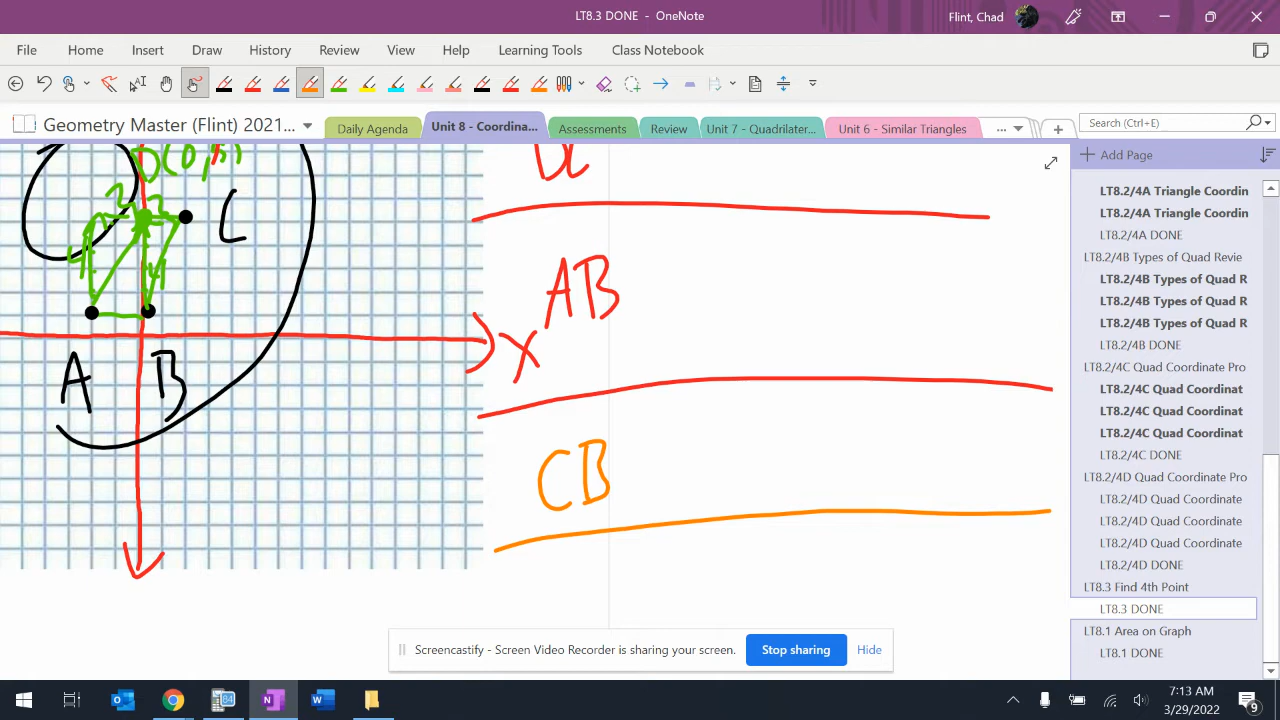 LT8.3 DONE - OneNote
Flint, Chad
File Home Insert Draw History Review View Help Learning Tools Class Notebook
Geometry Master (Flint) 2021...
Daily Agenda
Unit 8 - Coordina...
Assessments
Review
Unit 7 - Quadrilater...
Unit 6 - Similar Triangles
...
Search (Ctrl+E)
Add Page
LT8.2/4A Triangle Coordin
LT8.2/4A Triangle Coordin
LT8.2/4A DONE
LT8.2/4B Types of Quad Revie
LT8.2/4B Types of Quad R
LT8.2/4B Types of Quad R
LT8.2/4B Types of Quad R
LT8.2/4B DONE
LT8.2/4C Quad Coordinate Pro
LT8.2/4C Quad Coordinat
LT8.2/4C Quad Coordinat
LT8.2/4C Quad Coordinat
LT8.2/4C DONE
LT8.2/4D Quad Coordinate Pro
LT8.2/4D Quad Coordinate
LT8.2/4D Quad Coordinate
LT8.2/4D Quad Coordinate
LT8.2/4D DONE
LT8.3 Find 4th Point
LT8.3 DONE
LT8.1 Area on Graph
LT8.1 DONE
2 2
C
4 4
A B
X
AB
CB
Screencastify - Screen Video Recorder is sharing your screen.
Stop sharing
Hide
84
7:13 AM
3/29/2022
9